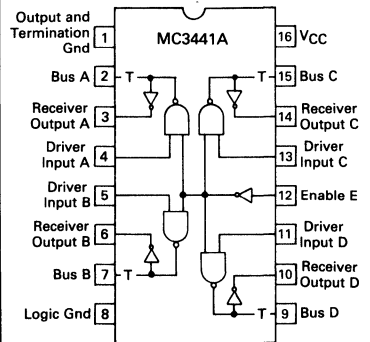 Output and
Termination
Gnd
1
MC3441A
16
VCC
Bus A
2
T
T
15
Bus C
Receiver
Output A
3
14
Receiver
Output C
Driver
Input A
4
13
Driver
Input C
Driver
Input B
5
12
Enable E
Receiver
Output B
6
11
Driver
Input D
Bus B
7
T
10
Receiver
Output D
Logic Gnd
8
T
9
Bus D